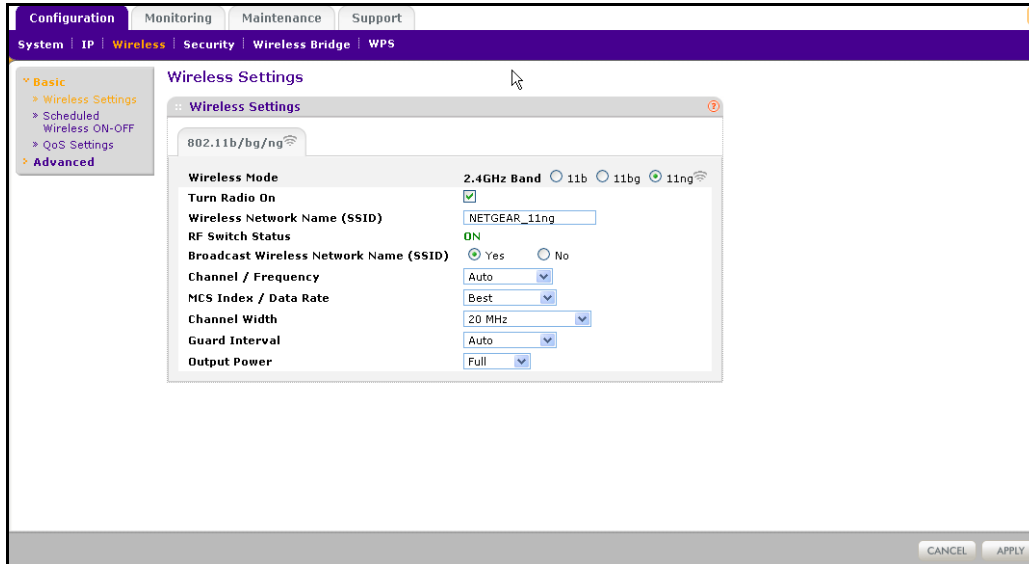 Configuration Monitoring Maintenance Support
System IP Wireless Security Wireless Bridge WPS
Basic
Wireless Settings
Scheduled
Wireless ON-OFF
QoS Settings
Advanced
Wireless Settings
Wireless Settings ?
802.11b/bg/ng
Wireless Mode 2.4GHz Band 11b 11bg 11ng
Turn Radio On
Wireless Network Name (SSID) NETGEAR_11ng
RF Switch Status ON
Broadcast Wireless Network Name (SSID) Yes No
Channel / Frequency Auto
MCS Index / Data Rate Best
Channel Width 20 MHz
Guard Interval Auto
Output Power Full
CANCEL APPLY